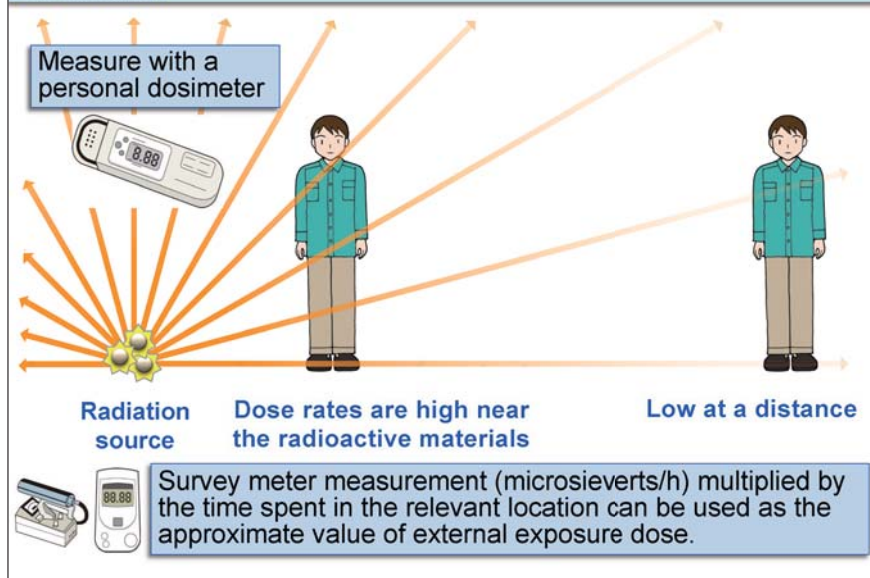 Measure with a
personal dosimeter
8.88
Radiation
source
Dose rates are high near
the radioactive materials
Low at a distance
88.88
Survey meter measurement (microsieverts/h) multiplied by
the time spent in the relevant location can be used as the
approximate value of external exposure dose.